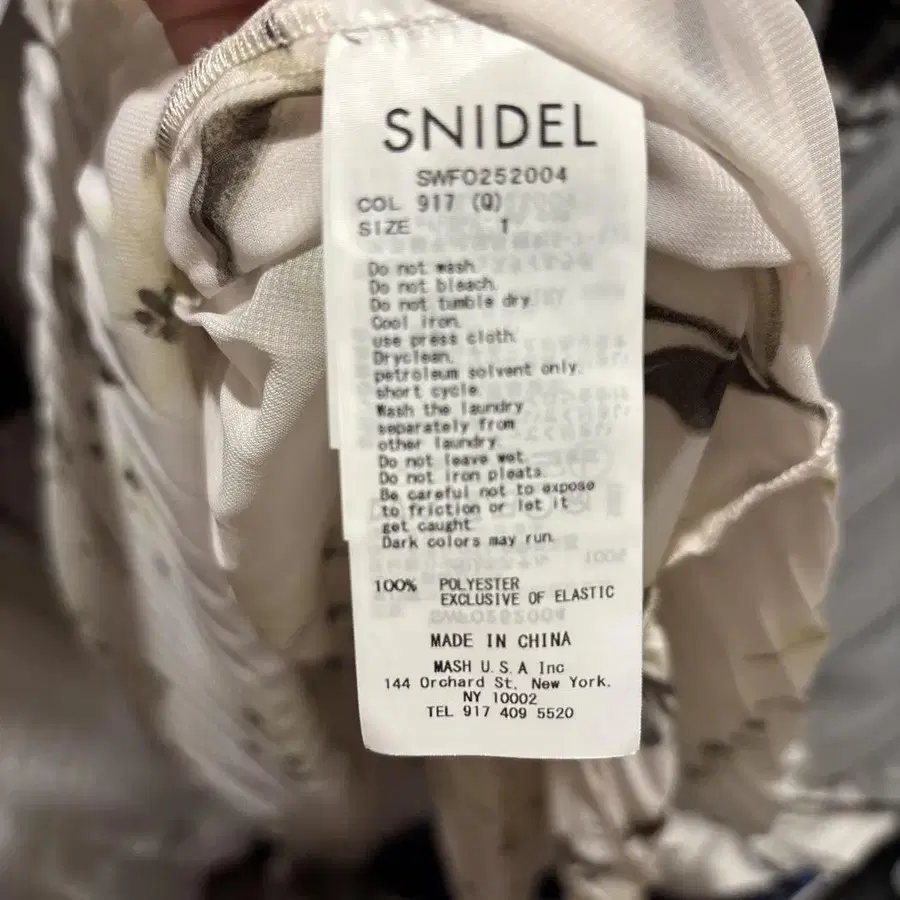 SNIDEL
SWFO252004
COL 917 (Q)
SIZE 1
Do not wash.
Do not bleach.
Do not tumble dry.
Cool iron.
use press cloth.
Dryclean.
petroleum solvent only.
short cycle.
Wash the laundry
separately from
other laundry.
Do not leave wet.
Do not iron pleats.
Be careful not to expose
to friction or let it
get caught
Dark colors may run.
100% POLYESTER
EXCLUSIVE OF ELASTIC
MADE IN CHINA
MASH U.S.A Inc
144 Orchard St. New York.
NY 10002
TEL 917 409 5520